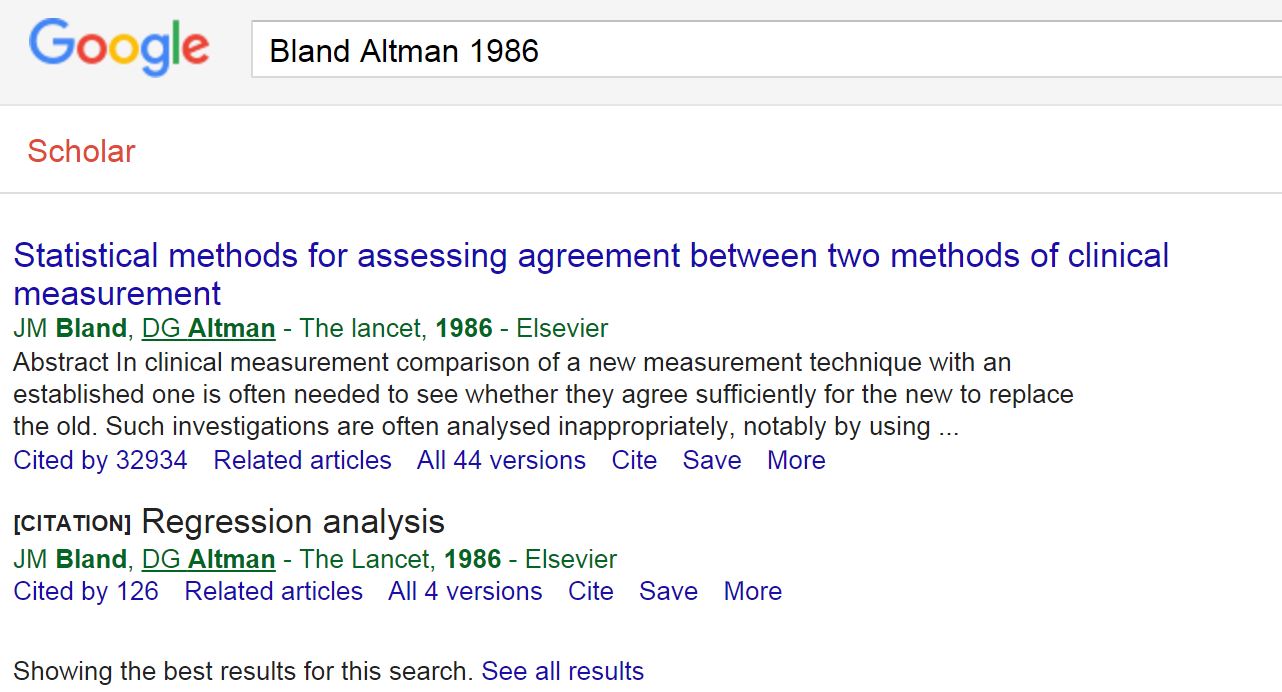 Google
Bland Altman 1986
Scholar
Statistical methods for assessing agreement between two methods of clinical
measurement
JM Bland, DG Altman - The lancet, 1986 - Elsevier
Abstract In clinical measurement comparison of a new measurement technique with an
established one is often needed to see whether they agree sufficiently for the new to replace
the old. Such investigations are often analysed inappropriately, notably by using ...
Cited by 32934 Related articles All 44 versions Cite Save More
[CITATION] Regression analysis
JM Bland, DG Altman - The Lancet, 1986 - Elsevier
Cited by 126 Related articles All 4 versions Cite Save More
Showing the best results for this search. See all results